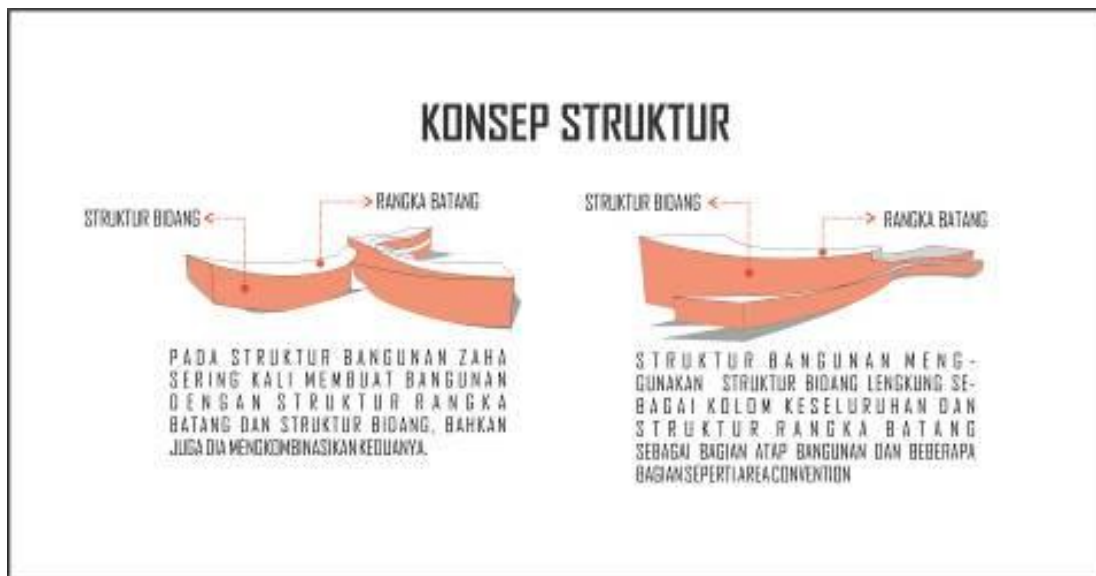 KONSEP STRUKTUR
STRUKTUR BIDANG
RANGKA BATANG
PADA STRUKTUR BANGUNAN ZAHA
SERING KALI MEMBUAT BANGUNAN
DENGAN STRUKTUR RANGKA
BATANG DAN STRUKTUR BIDANG, BAHKAN
JUGA DIA MENGKOMBINASIKAN KEDUANYA.
STRUKTUR BIDANG
RANGKA BATANG
STRUKTUR BANGUNAN MENG-
GUNAKAN STRUKTUR BIDANG LENGKUNG SE-
BAGAI KOLOM KESELURUHAN DAN
STRUKTUR RANGKA BATANG
SEBAGAI BAGIAN ATAP BANGUNAN DAN BEBERAPA
BAGIAN SEPERTI AREA CONVENTION